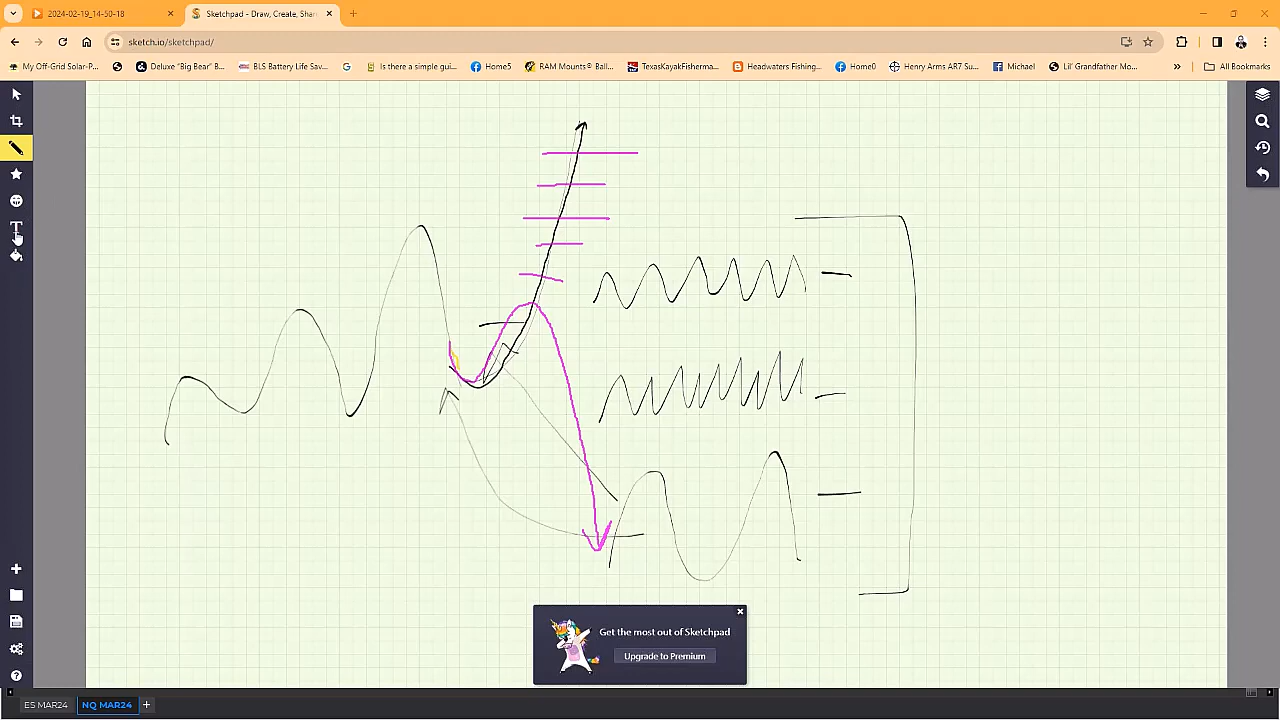 2024-02-19_14-50-18
Sketchpad - Draw, Create, Shar
sketch.io/sketchpad/
My Off-Grid Solar-P...
Deluxe "Big Bear" B...
BLS Battery Life Sav...
Is there a simple gui...
Home5
RAM Mounts® Ball...
TexasKayakFisherma...
Headwaters Fishing...
Home0
Henry Arms AR7 Su...
Michael
Lil' Grandfather Mo...
»
All Bookmarks
Get the most out of Sketchpad
Upgrade to Premium
ES MAR24
NQ MAR24